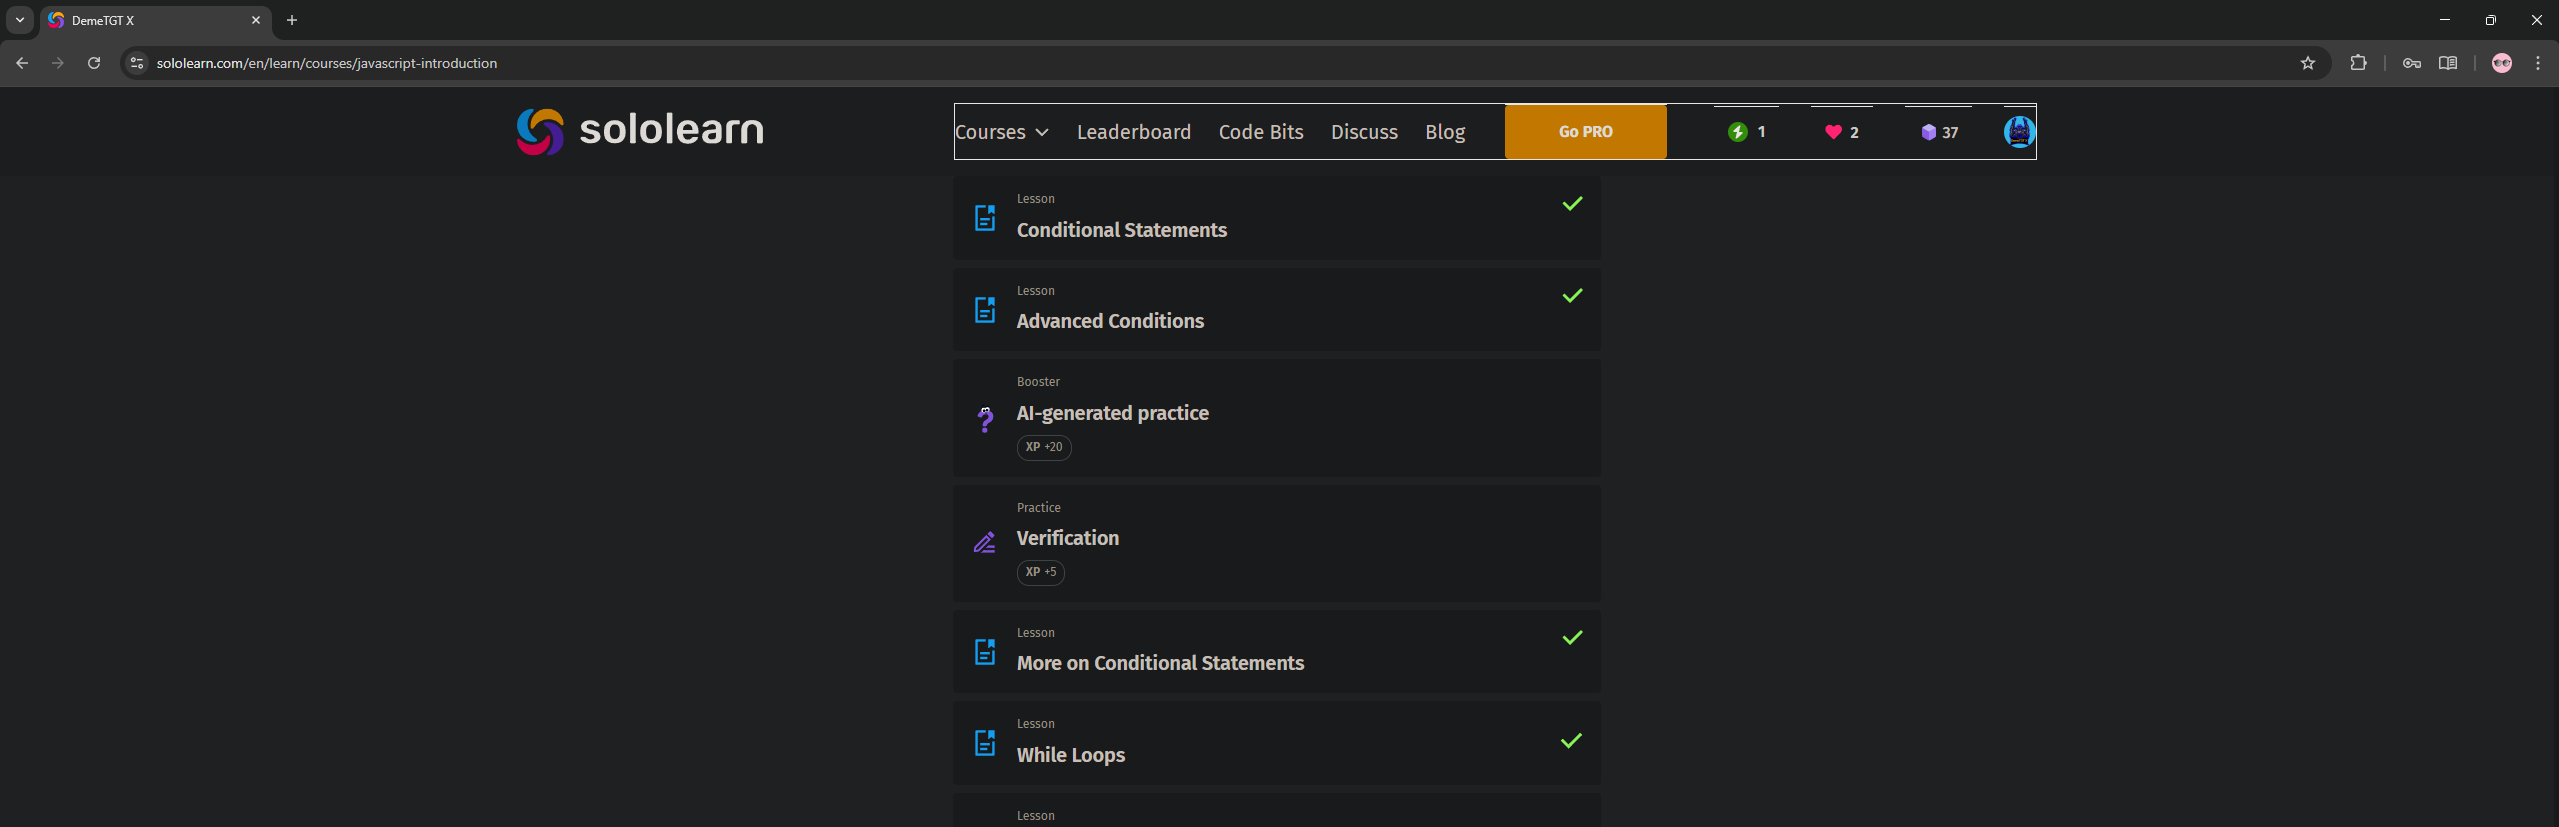 DemeTGT X
sololearn.com/en/learn/courses/javascript-introduction
sololearn
Courses Leaderboard Code Bits Discuss Blog Go PRO 1 2 37
Lesson
Conditional Statements
Lesson
Advanced Conditions
Booster
AI-generated practice
XP +20
Practice
Verification
XP +5
Lesson
More on Conditional Statements
Lesson
While Loops
Lesson